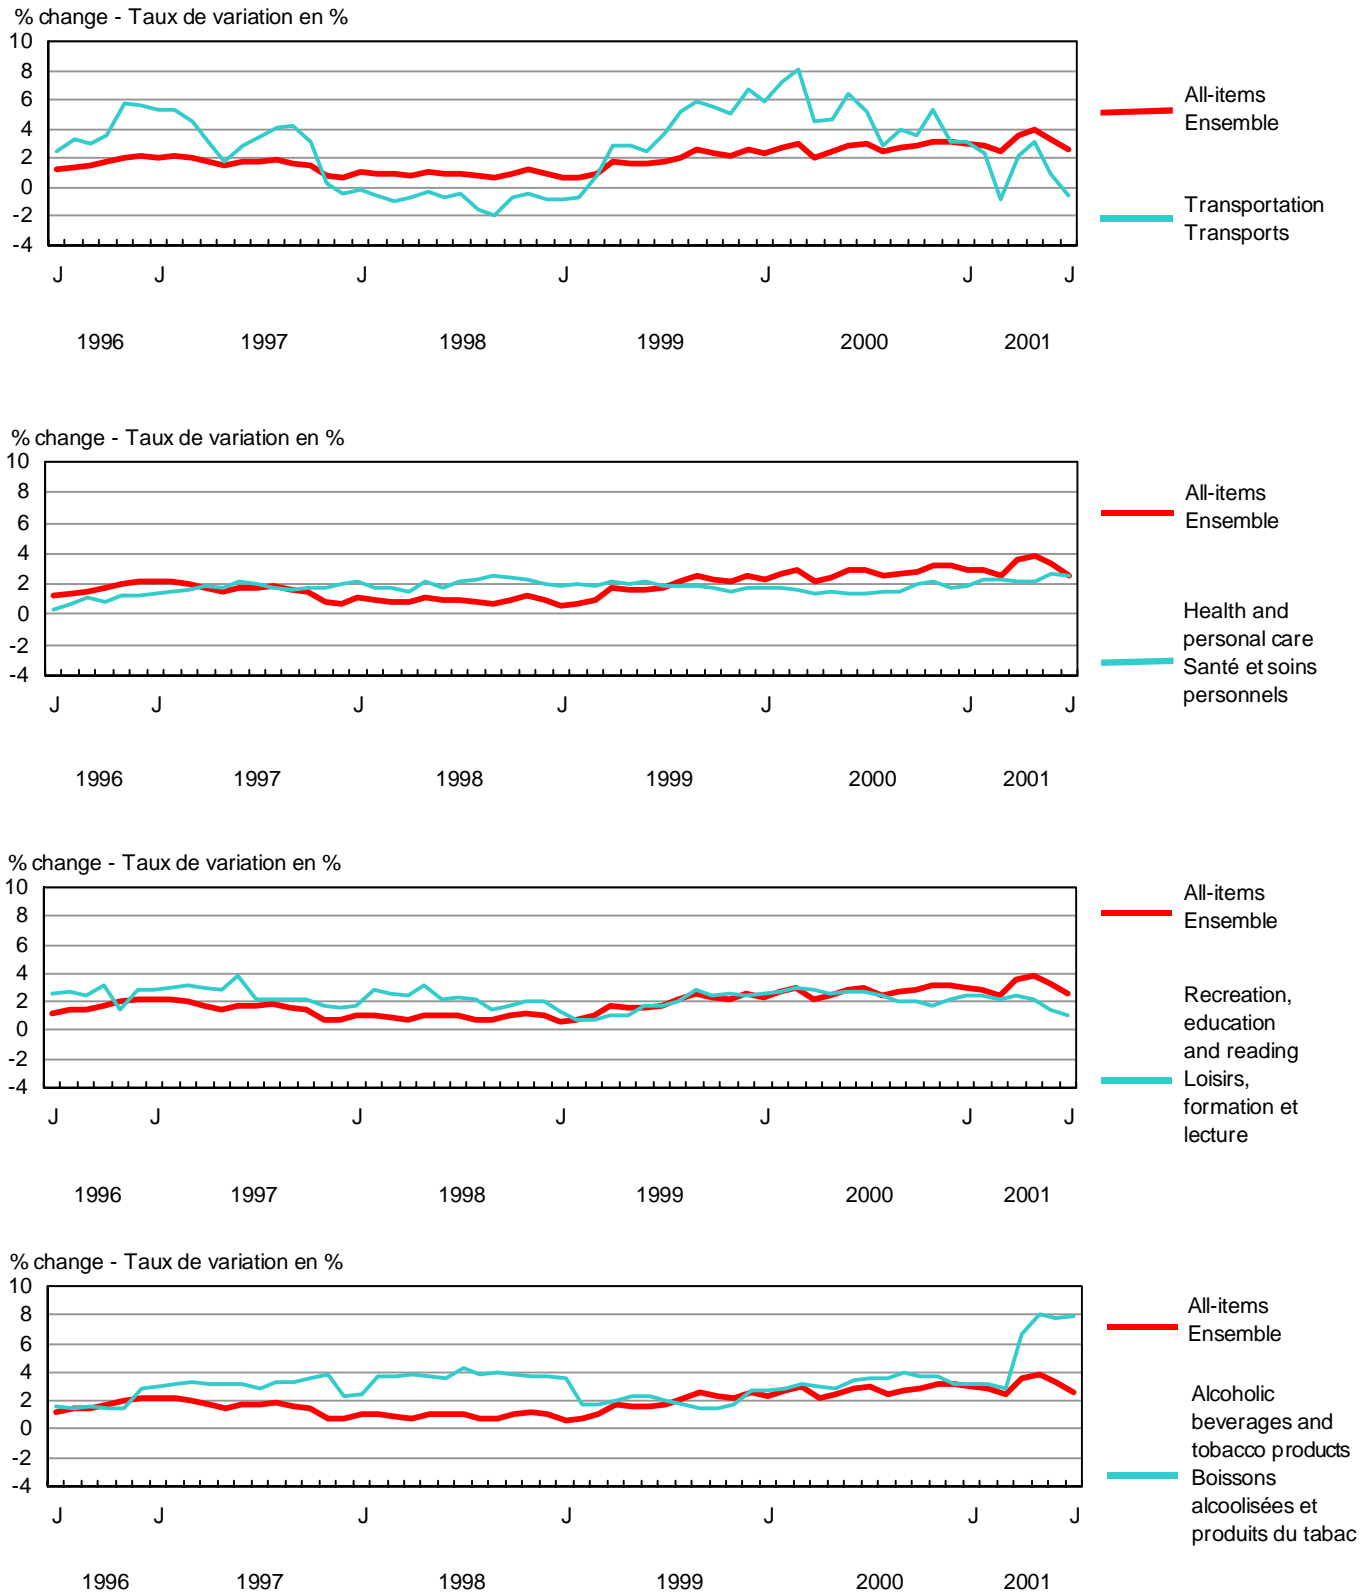 % change - Taux de variation en %
10
8
6
4
2
0
-2
-4
J J J J J J J
1996 1997 1998 1999 2000 2001
All-items
Ensemble
Transportation
Transports
% change - Taux de variation en %
10
8
6
4
2
0
-2
-4
J J J J J J J
1996 1997 1998 1999 2000 2001
All-items
Ensemble
Health and
personal care
Santé et soins
personnels
% change - Taux de variation en %
10
8
6
4
2
0
-2
-4
J J J J J J J
1996 1997 1998 1999 2000 2001
All-items
Ensemble
Recreation,
education
and reading
Loisirs,
formation et
lecture
% change - Taux de variation en %
10
8
6
4
2
0
-2
-4
J J J J J J J
1996 1997 1998 1999 2000 2001
All-items
Ensemble
Alcoholic
beverages and
tobacco products
Boissons
alcoolisées et
produits du tabac